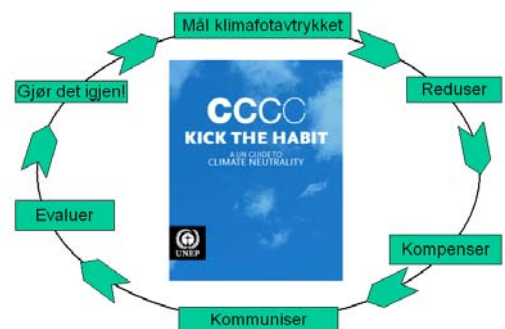 Mål klimafotavtrykket
Reduser
Kompenser
Kommuniser
Evaluer
Gjør det igjen!
CCCC
KICK THE HABIT
A UN GUIDE TO
CLIMATE NEUTRALITY
UNEP